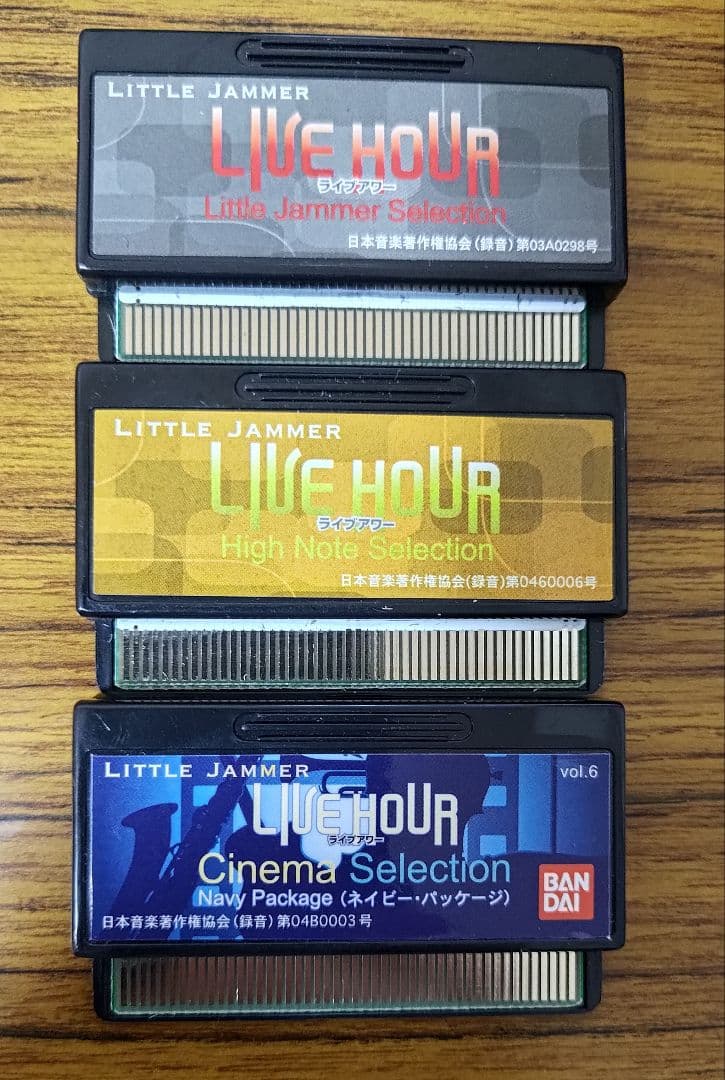 LITTLE JAMMER
LIVE HOUR
ライブアワー
Little Jammer Selection
日本音楽著作権協会(録音)第03A0298号
LITTLE JAMMER
LIVE HOUR
ライブアワー
High Note Selection
日本音楽著作権協会(録音)第0460006号
LITTLE JAMMER
vol.6
LIVE HOUR
ライブアワー
Cinema Selection
Navy Package (ネイビー・パッケージ)
BAN
DAI
日本音楽著作権協会(録音)第04B0003号